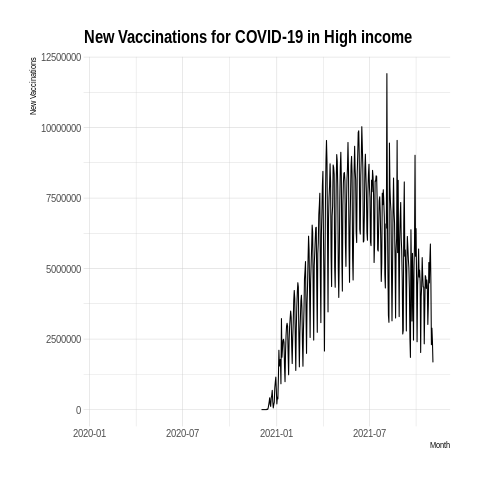 New Vaccinations for COVID-19 in High income
New Vaccinations
12500000
10000000
7500000
5000000
2500000
0
2020-01 2020-07 2021-01 2021-07
Month